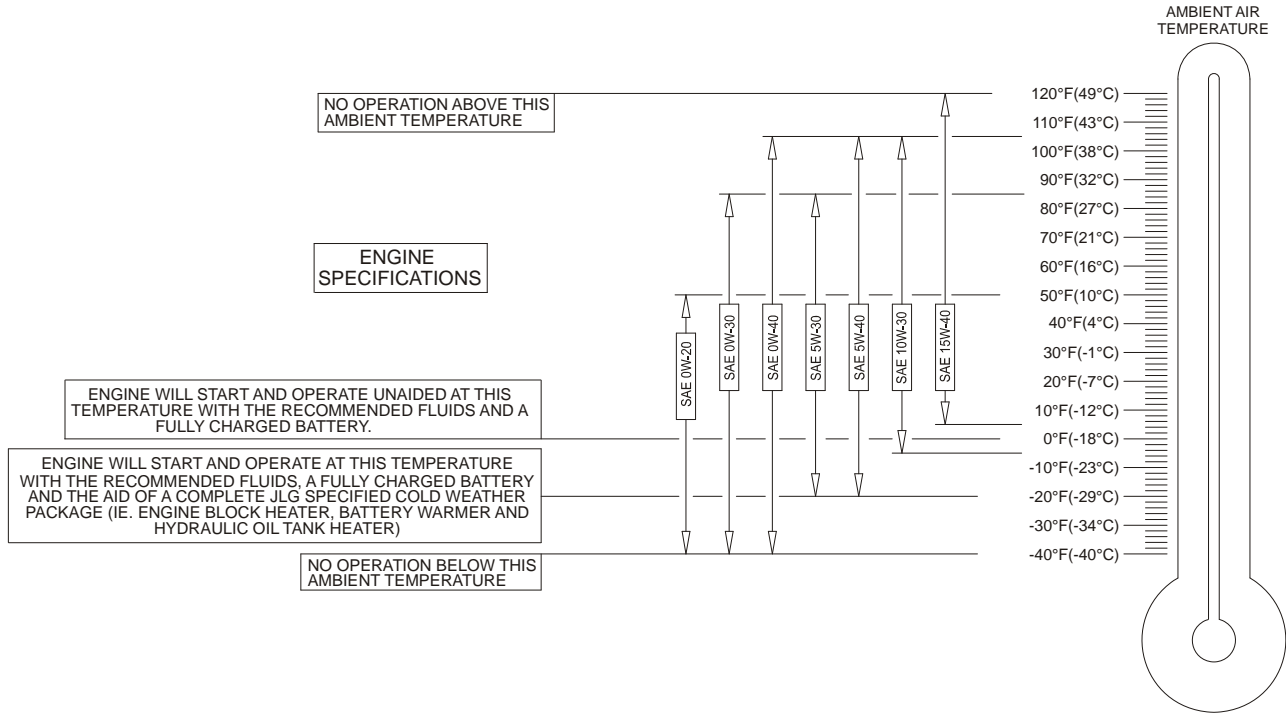 AMBIENT AIR
TEMPERATURE
NO OPERATION ABOVE THIS
AMBIENT TEMPERATURE
120°F(49°C)
110°F(43°C)
100°F(38°C)
90°F(32°C)
80°F(27°C)
70°F(21°C)
60°F(16°C)
50°F(10°C)
40°F(4°C)
30°F(-1°C)
20°F(-7°C)
10°F(-12°C)
0°F(-18°C)
-10°F(-23°C)
-20°F(-29°C)
-30°F(-34°C)
-40°F(-40°C)
ENGINE
SPECIFICATIONS
SAE 0W-20
SAE 0W-30
SAE 0W-40
SAE 5W-30
SAE 5W-40
SAE 10W-30
SAE 15W-40
ENGINE WILL START AND OPERATE UNAIDED AT THIS
TEMPERATURE WITH THE RECOMMENDED FLUIDS AND A
FULLY CHARGED BATTERY.
ENGINE WILL START AND OPERATE AT THIS TEMPERATURE
WITH THE RECOMMENDED FLUIDS, A FULLY CHARGED BATTERY
AND THE AID OF A COMPLETE JLG SPECIFIED COLD WEATHER
PACKAGE (IE. ENGINE BLOCK HEATER, BATTERY WARMER AND
HYDRAULIC OIL TANK HEATER)
NO OPERATION BELOW THIS
AMBIENT TEMPERATURE